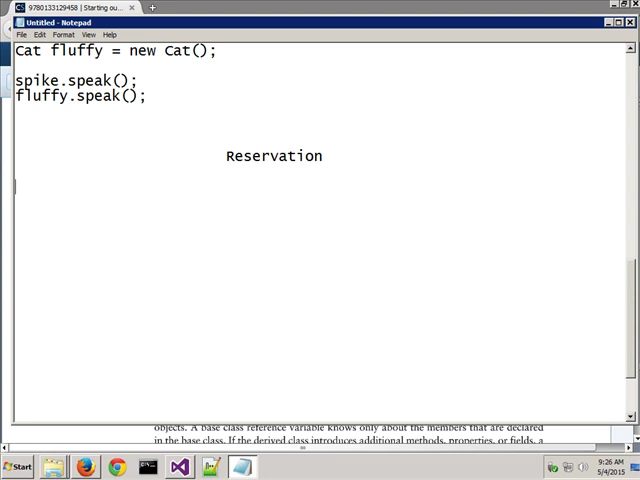 9780133129458 | Starting ou...
Untitled - Notepad
File Edit Format View Help
Cat fluffy = new Cat();
spike.speak();
fluffy.speak();
Reservation
objects. A base class reference variable knows only about the members that are declared
in the base class. If the derived class introduces additional methods, properties, or fields, a
Start
9:26 AM
5/4/2015